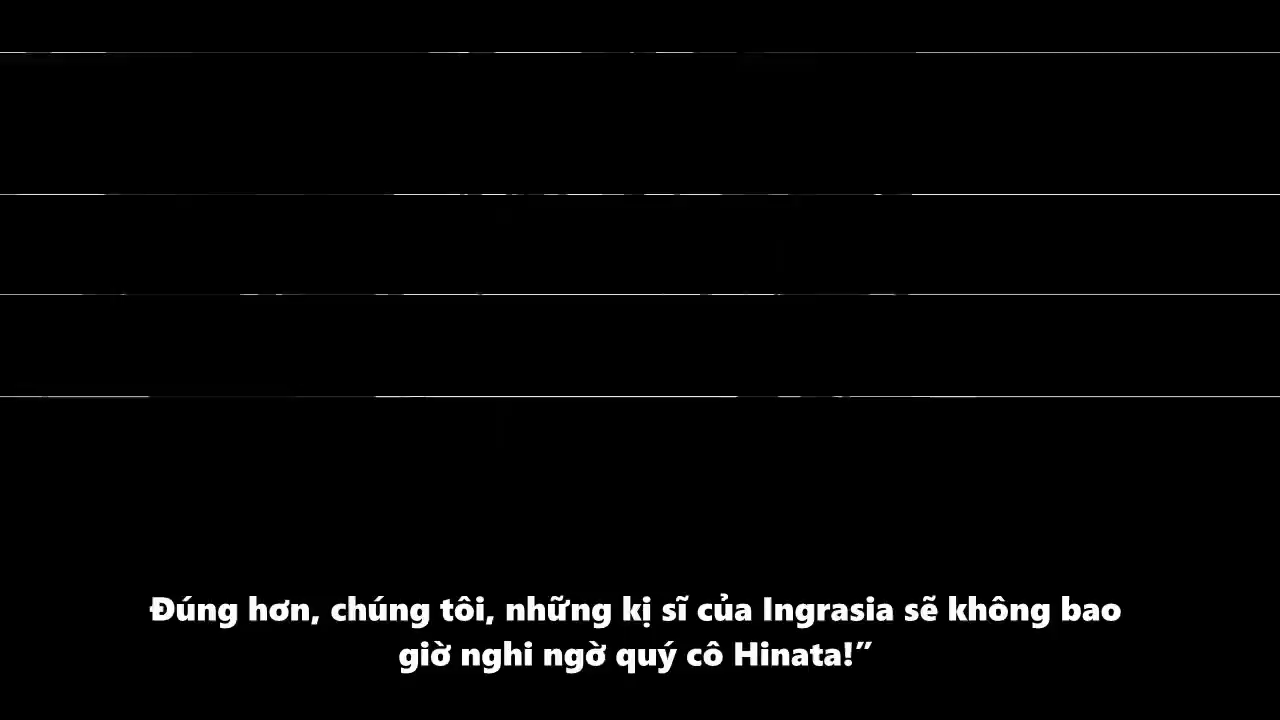 Đúng hơn, chúng tôi, những kị sĩ của Ingrasia sẽ không bao
giờ nghi ngờ quý cô Hinata!”